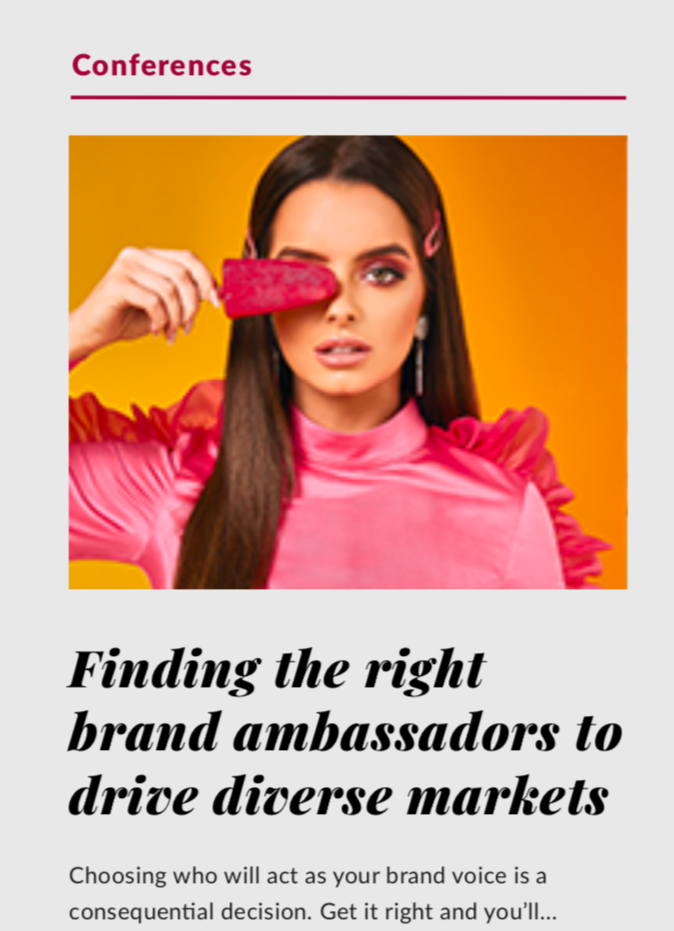 Conferences
Finding the right
brand ambassadors to
drive diverse markets
Choosing who will act as your brand voice is a
consequential decision. Get it right and you'll...